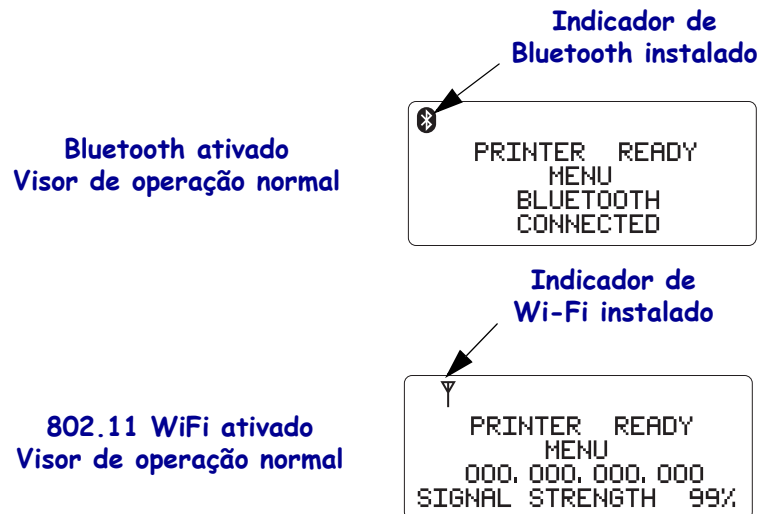 Indicador de
Bluetooth instalado
Bluetooth ativado
Visor de operação normal
PRINTER READY
MENU
BLUETOOTH
CONNECTED
Indicador de
Wi-Fi instalado
802.11 WiFi ativado
Visor de operação normal
PRINTER READY
MENU
000. 000. 000. 000
SIGNAL STRENGTH 99%